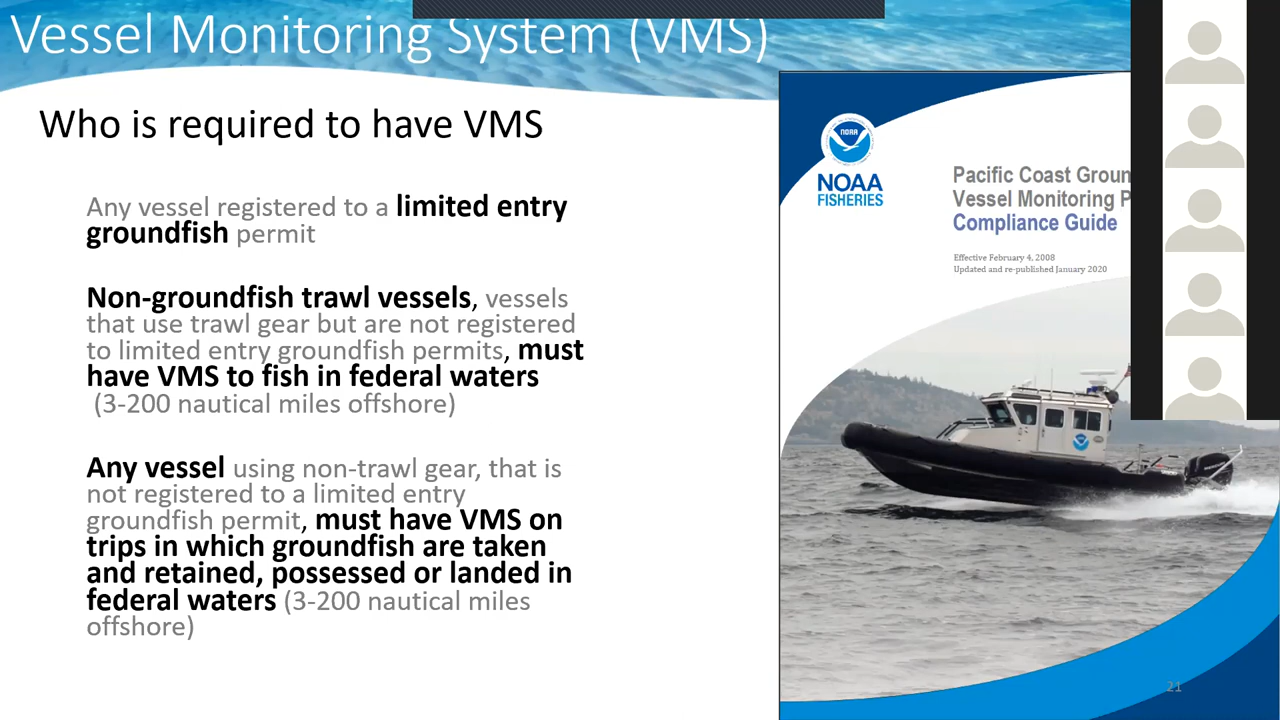 Vessel Monitoring System (VMS)
Who is required to have VMS
Any vessel registered to a limited entry
groundfish permit
Non-groundfish trawl vessels, vessels
that use trawl gear but are not registered
to limited entry groundfish permits, must
have VMS to fish in federal waters
(3-200 nautical miles offshore)
Any vessel using non-trawl gear, that is
not registered to a limited entry
groundfish permit, must have VMS on
trips in which groundfish are taken
and retained, possessed or landed in
federal waters (3-200 nautical miles
offshore)
NOAA
NOAA
FISHERIES
Pacific Coast Groun
Vessel Monitoring P
Compliance Guide
Effective February 4, 2008
Updated and re-published January 2020
21